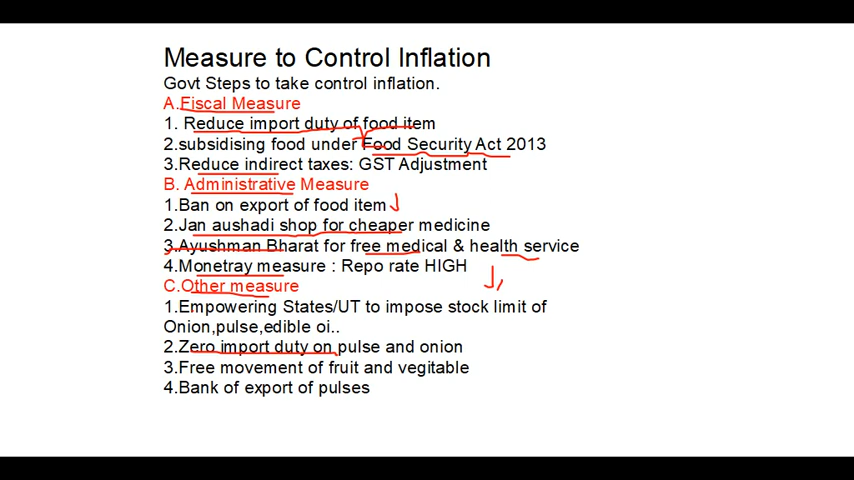 Measure to Control Inflation
Govt Steps to take control inflation.
A.Fiscal Measure
1. Reduce import duty of food item
2.subsidising food under Food Security Act 2013
3.Reduce indirect taxes: GST Adjustment
B. Administrative Measure
1.Ban on export of food item
2.Jan aushadi shop for cheaper medicine
3.Ayushman Bharat for free medical & health service
4.Monetray measure : Repo rate HIGH
C.Other measure
1.Empowering States/UT to impose stock limit of
Onion,pulse,edible oi..
2.Zero import duty on pulse and onion
3.Free movement of fruit and vegitable
4.Bank of export of pulses